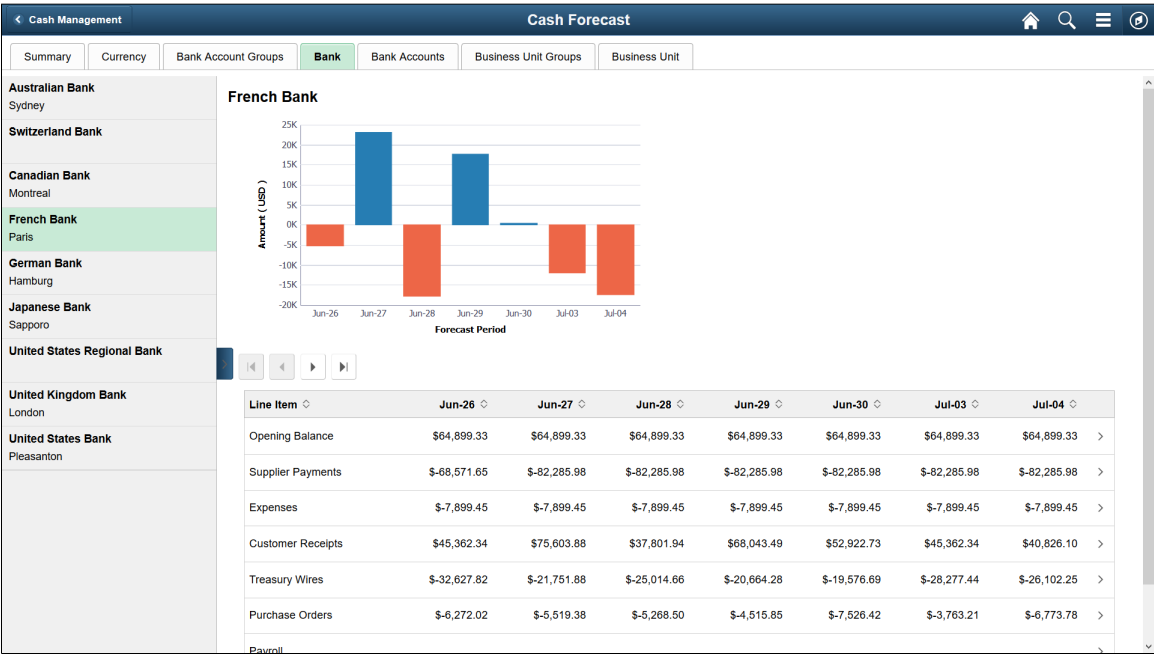 Cash Management
Cash Forecast
Summary Currency Bank Account Groups Bank Bank Accounts Business Unit Groups Business Unit
Australian Bank
Sydney
Switzerland Bank
Canadian Bank
Montreal
French Bank
Paris
German Bank
Hamburg
Japanese Bank
Sapporo
United States Regional Bank
United Kingdom Bank
London
United States Bank
Pleasanton
French Bank
25K
20K
15K
10K
5K
0K
-5K
-10K
-15K
-20K
Amount ( USD )
Jun-26 Jun-27 Jun-28 Jun-29 Jun-30 Jul-03 Jul-04
Forecast Period
Line Item Jun-26 Jun-27 Jun-28 Jun-29 Jun-30 Jul-03 Jul-04
Opening Balance $64,899.33 $64,899.33 $64,899.33 $64,899.33 $64,899.33 $64,899.33 $64,899.33
Supplier Payments $-68,571.65 $-82,285.98 $-82,285.98 $-82,285.98 $-82,285.98 $-82,285.98 $-82,285.98
Expenses $-7,899.45 $-7,899.45 $-7,899.45 $-7,899.45 $-7,899.45 $-7,899.45 $-7,899.45
Customer Receipts $45,362.34 $75,603.88 $37,801.94 $68,043.49 $52,922.73 $45,362.34 $40,826.10
Treasury Wires $-32,627.82 $-21,751.88 $-25,014.66 $-20,664.28 $-19,576.69 $-28,277.44 $-26,102.25
Purchase Orders $-6,272.02 $-5,519.38 $-5,268.50 $-4,515.85 $-7,526.42 $-3,763.21 $-6,773.78
Payroll